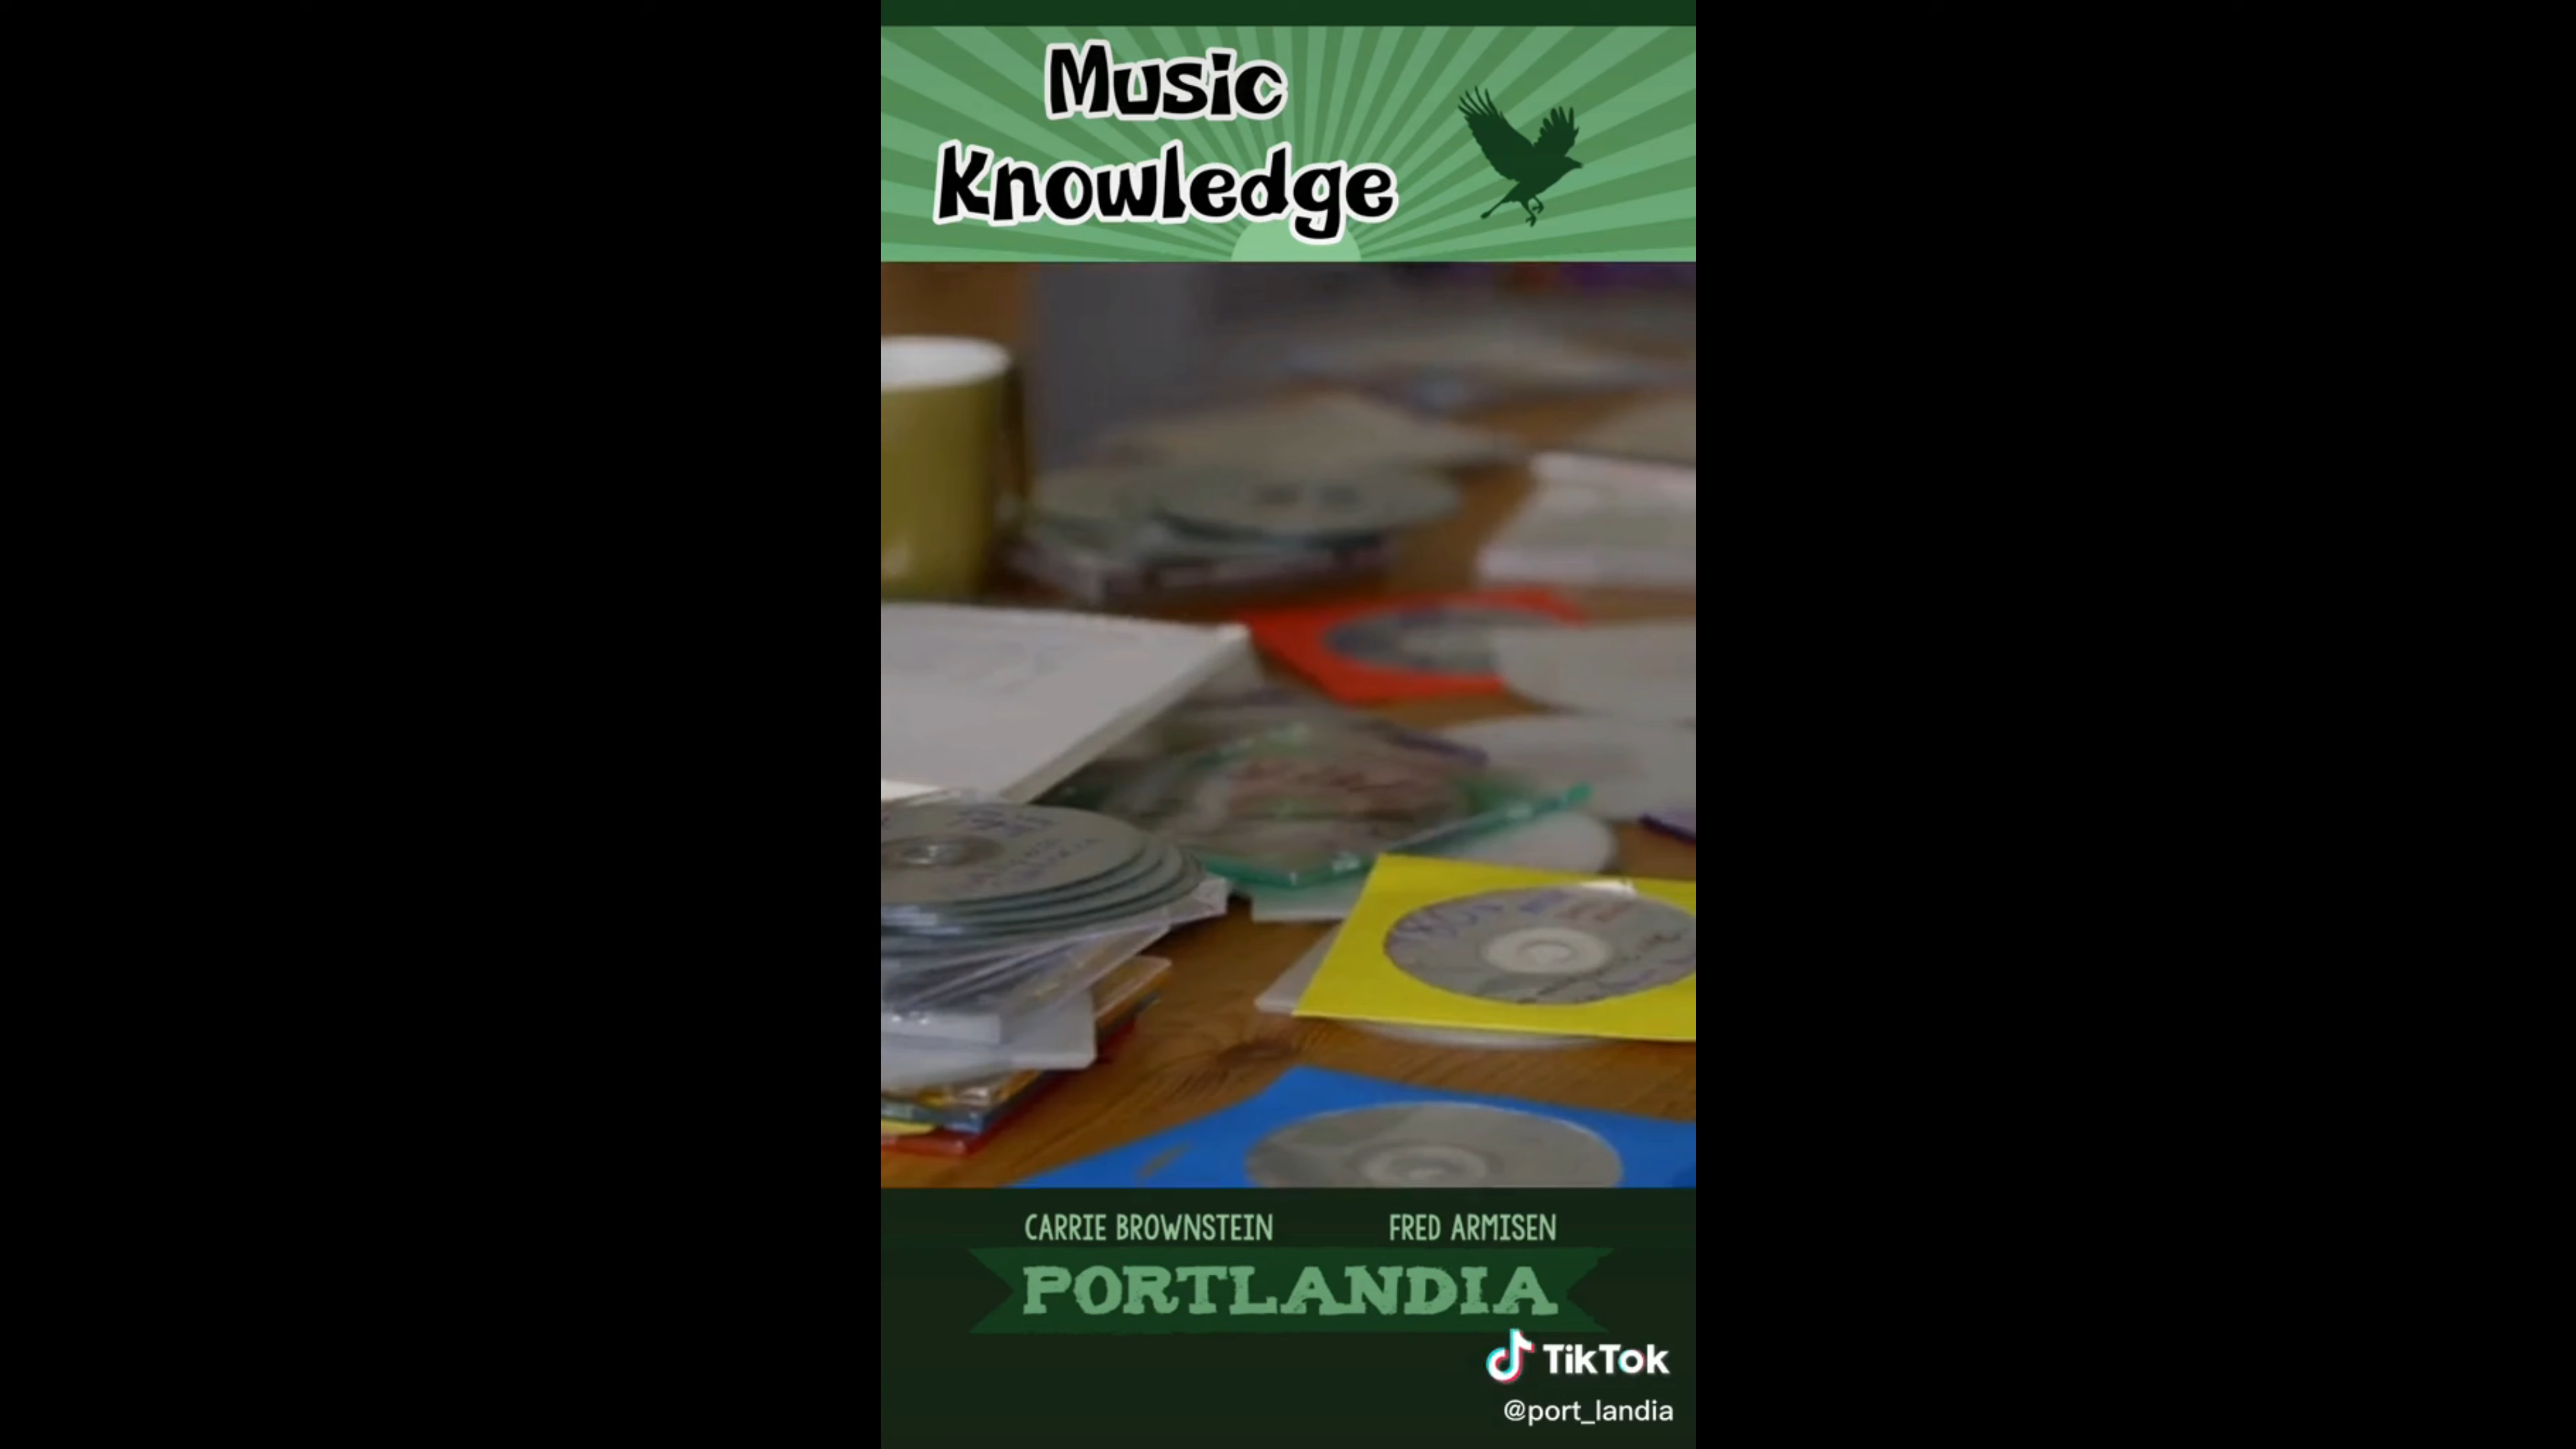 Music
Knowledge
CARRIE BROWNSTEIN FRED ARMISEN
PORTLANDIA
TikTok
@port_landia